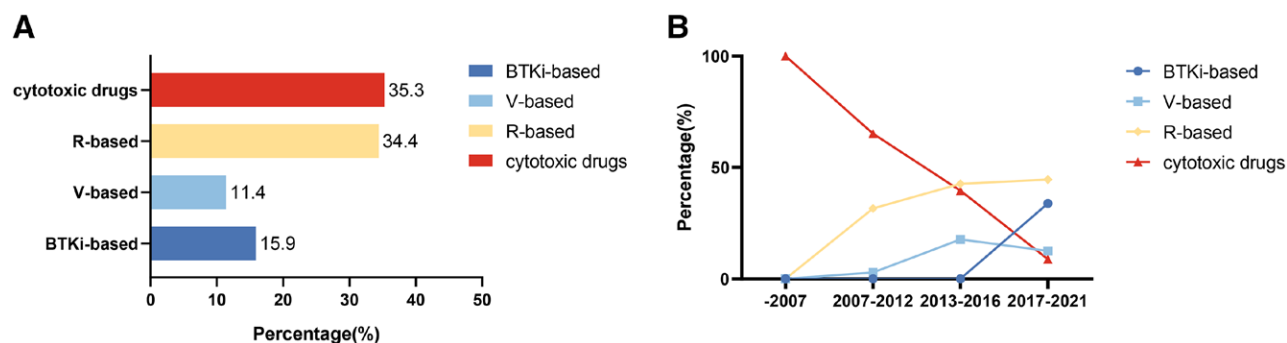 A
cytotoxic drugs
35.3
R-based
34.4
V-based
11.4
BTKi-based
15.9
0 10 20 30 40 50
Percentage(%)
BTKi-based
V-based
R-based
cytotoxic drugs
B
Percentage(%)
100
50
0
-2007 2007-2012 2013-2016 2017-2021
BTKi-based
V-based
R-based
cytotoxic drugs